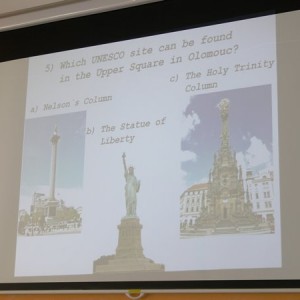 5) Which UNESCO site can be found
in the Upper Square in Olomouc?
a) Nelson's Column
b) The Statue of
Liberty
c) The Holy Trinity
Column